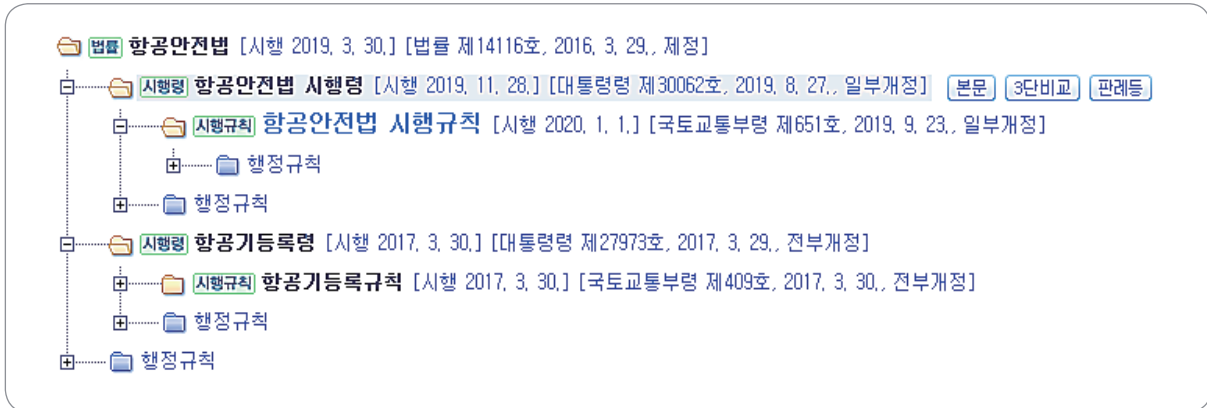 법률 항공안전법 [시행 2019. 3. 30.] [법률 제14116호, 2016. 3. 29., 제정]
시행령 항공안전법 시행령 [시행 2019. 11. 28.] [대통령령 제30062호, 2019. 8. 27., 일부개정] 본문 3단비교 판례등
시행규칙 항공안전법 시행규칙 [시행 2020. 1. 1.] [국토교통부령 제651호, 2019. 9. 23., 일부개정]
행정규칙
행정규칙
시행령 항공기등록령 [시행 2017. 3. 30.] [대통령령 제27973호, 2017. 3. 29., 전부개정]
시행규칙 항공기등록규칙 [시행 2017. 3. 30.] [국토교통부령 제409호, 2017. 3. 30., 전부개정]
행정규칙
행정규칙